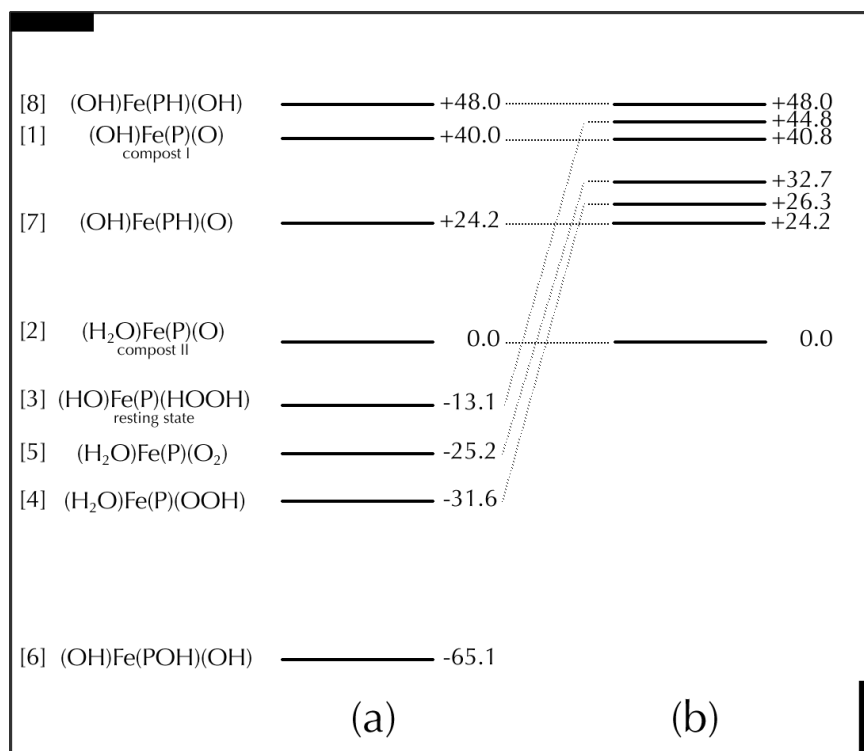 [8] (OH)Fe(PH)(OH) +48.0 +48.0
+44.8
[1] (OH)Fe(P)(O) +40.0 +40.8
compost I
+32.7
+26.3
[7] (OH)Fe(PH)(O) +24.2 +24.2
[2] (H₂O)Fe(P)(O) 0.0 0.0
compost II
[3] (HO)Fe(P)(HOOH) -13.1
resting state
[5] (H₂O)Fe(P)(O₂) -25.2
[4] (H₂O)Fe(P)(OOH) -31.6
[6] (OH)Fe(POH)(OH) -65.1
(a) (b)